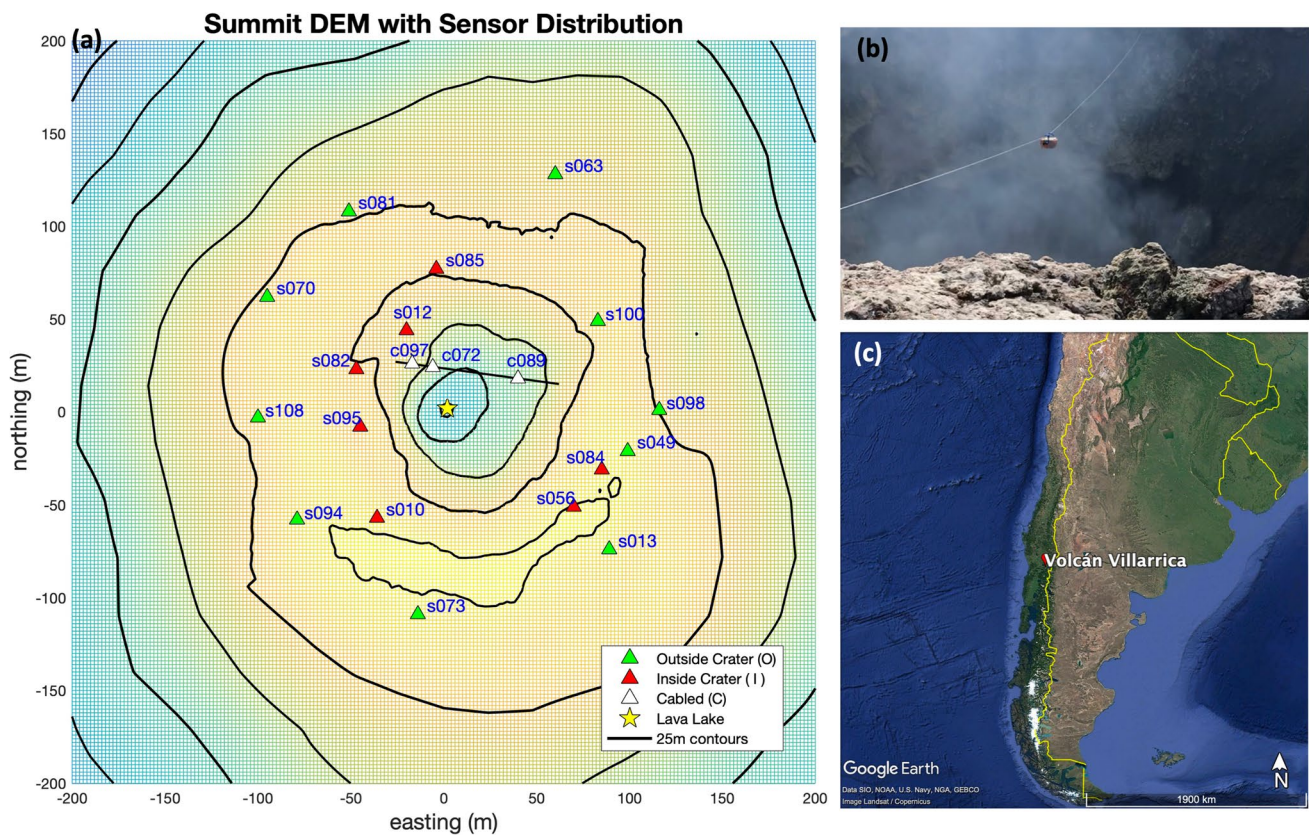 Summit DEM with Sensor Distribution
(a)
200
150
100
50
0
-50
-100
-150
-200
northing (m)
-200
-150
-100
-50
0
50
100
150
200
easting (m)
s063
s081
s085
s070
s012
s100
c097
c072
s082
c089
s108
s098
s095
s049
s084
s056
s094
s010
s013
s073
Outside Crater (O)
Inside Crater ( I )
Cabled (C)
Lava Lake
25m contours
(b)
(c)
Volcán Villarrica
Google Earth
Data SIO, NOAA, U.S. Navy, NGA, GEBCO
Image Landsat / Copernicus
N
1900 km